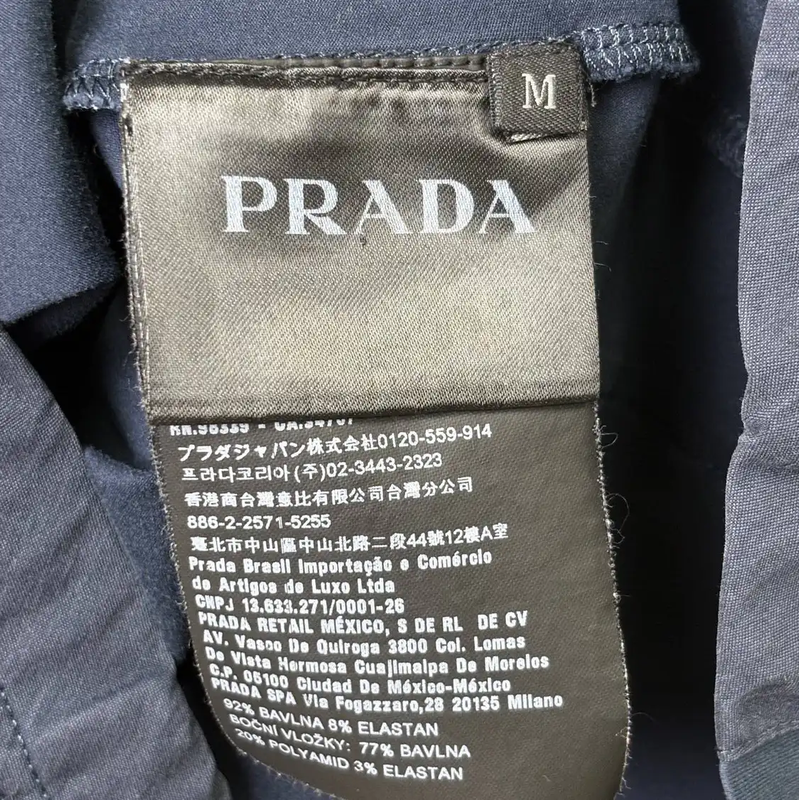 M
PRADA
RN.98339 - CA.34707
プラダジャパン株式会社0120-559-914
프라다코리아(주)02-3443-2323
香港商台灣意比有限公司台灣分公司
886-2-2571-5255
臺北市中山區中山北路二段44號12樓A室
Prada Brasil Importação e Comércio
de Artigos de Luxo Ltda
CNPJ 13.633.271/0001-26
PRADA RETAIL MÉXICO, S DE RL DE CV
AV. Vasco De Quiroga 3800 Col. Lomas
De Vista Hermosa Cuajimalpa De Morelos
C.P. 05100 Ciudad De México-México
PRADA SPA Via Fogazzaro,28 20135 Milano
92% BAVLNA 8% ELASTAN
BOČNÍ VLOŽKY: 77% BAVLNA
20% POLYAMID 3% ELASTAN